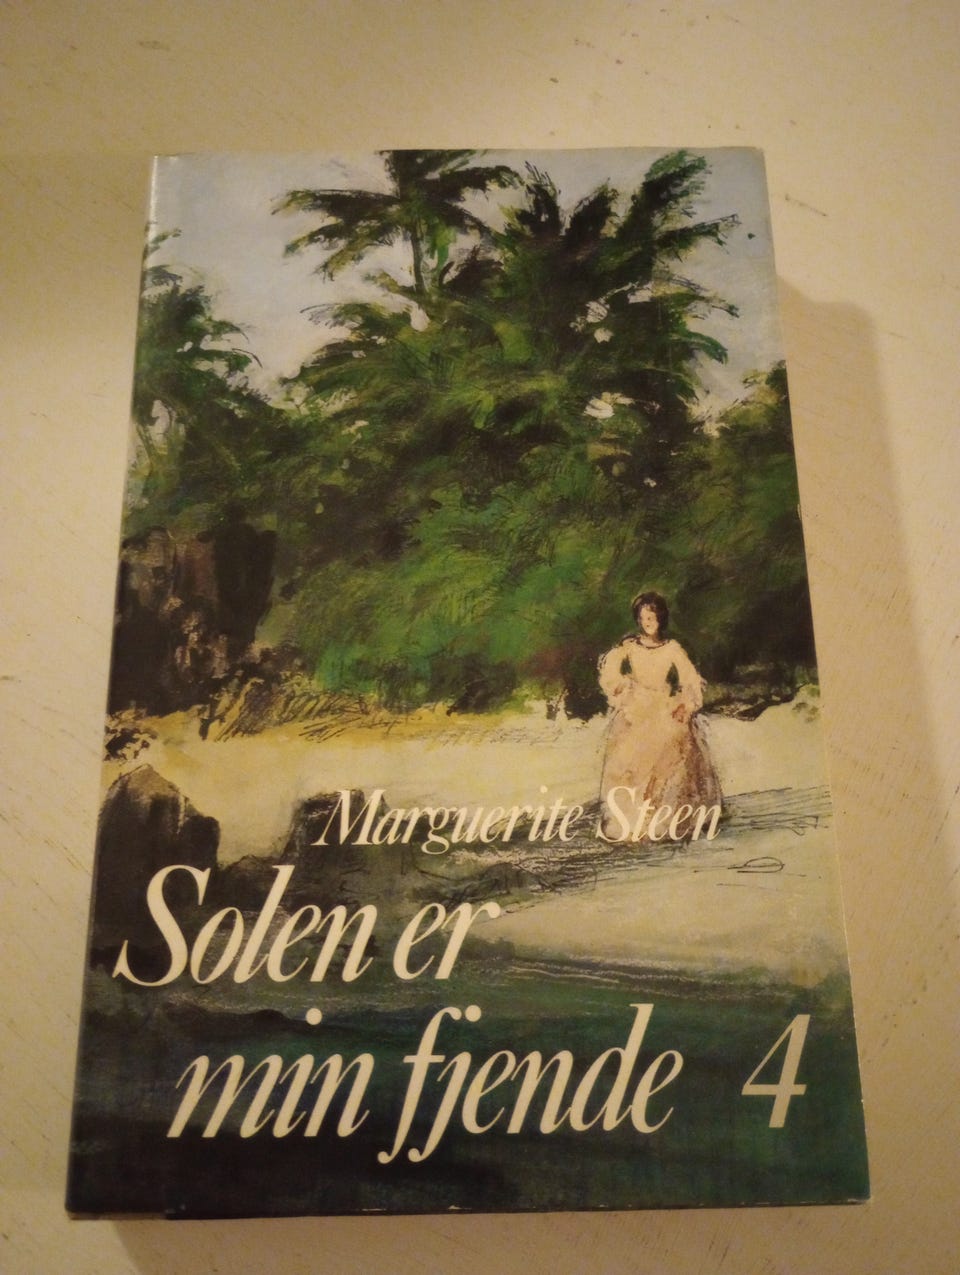 Marguerite Steen
Solen er
min fjende 4